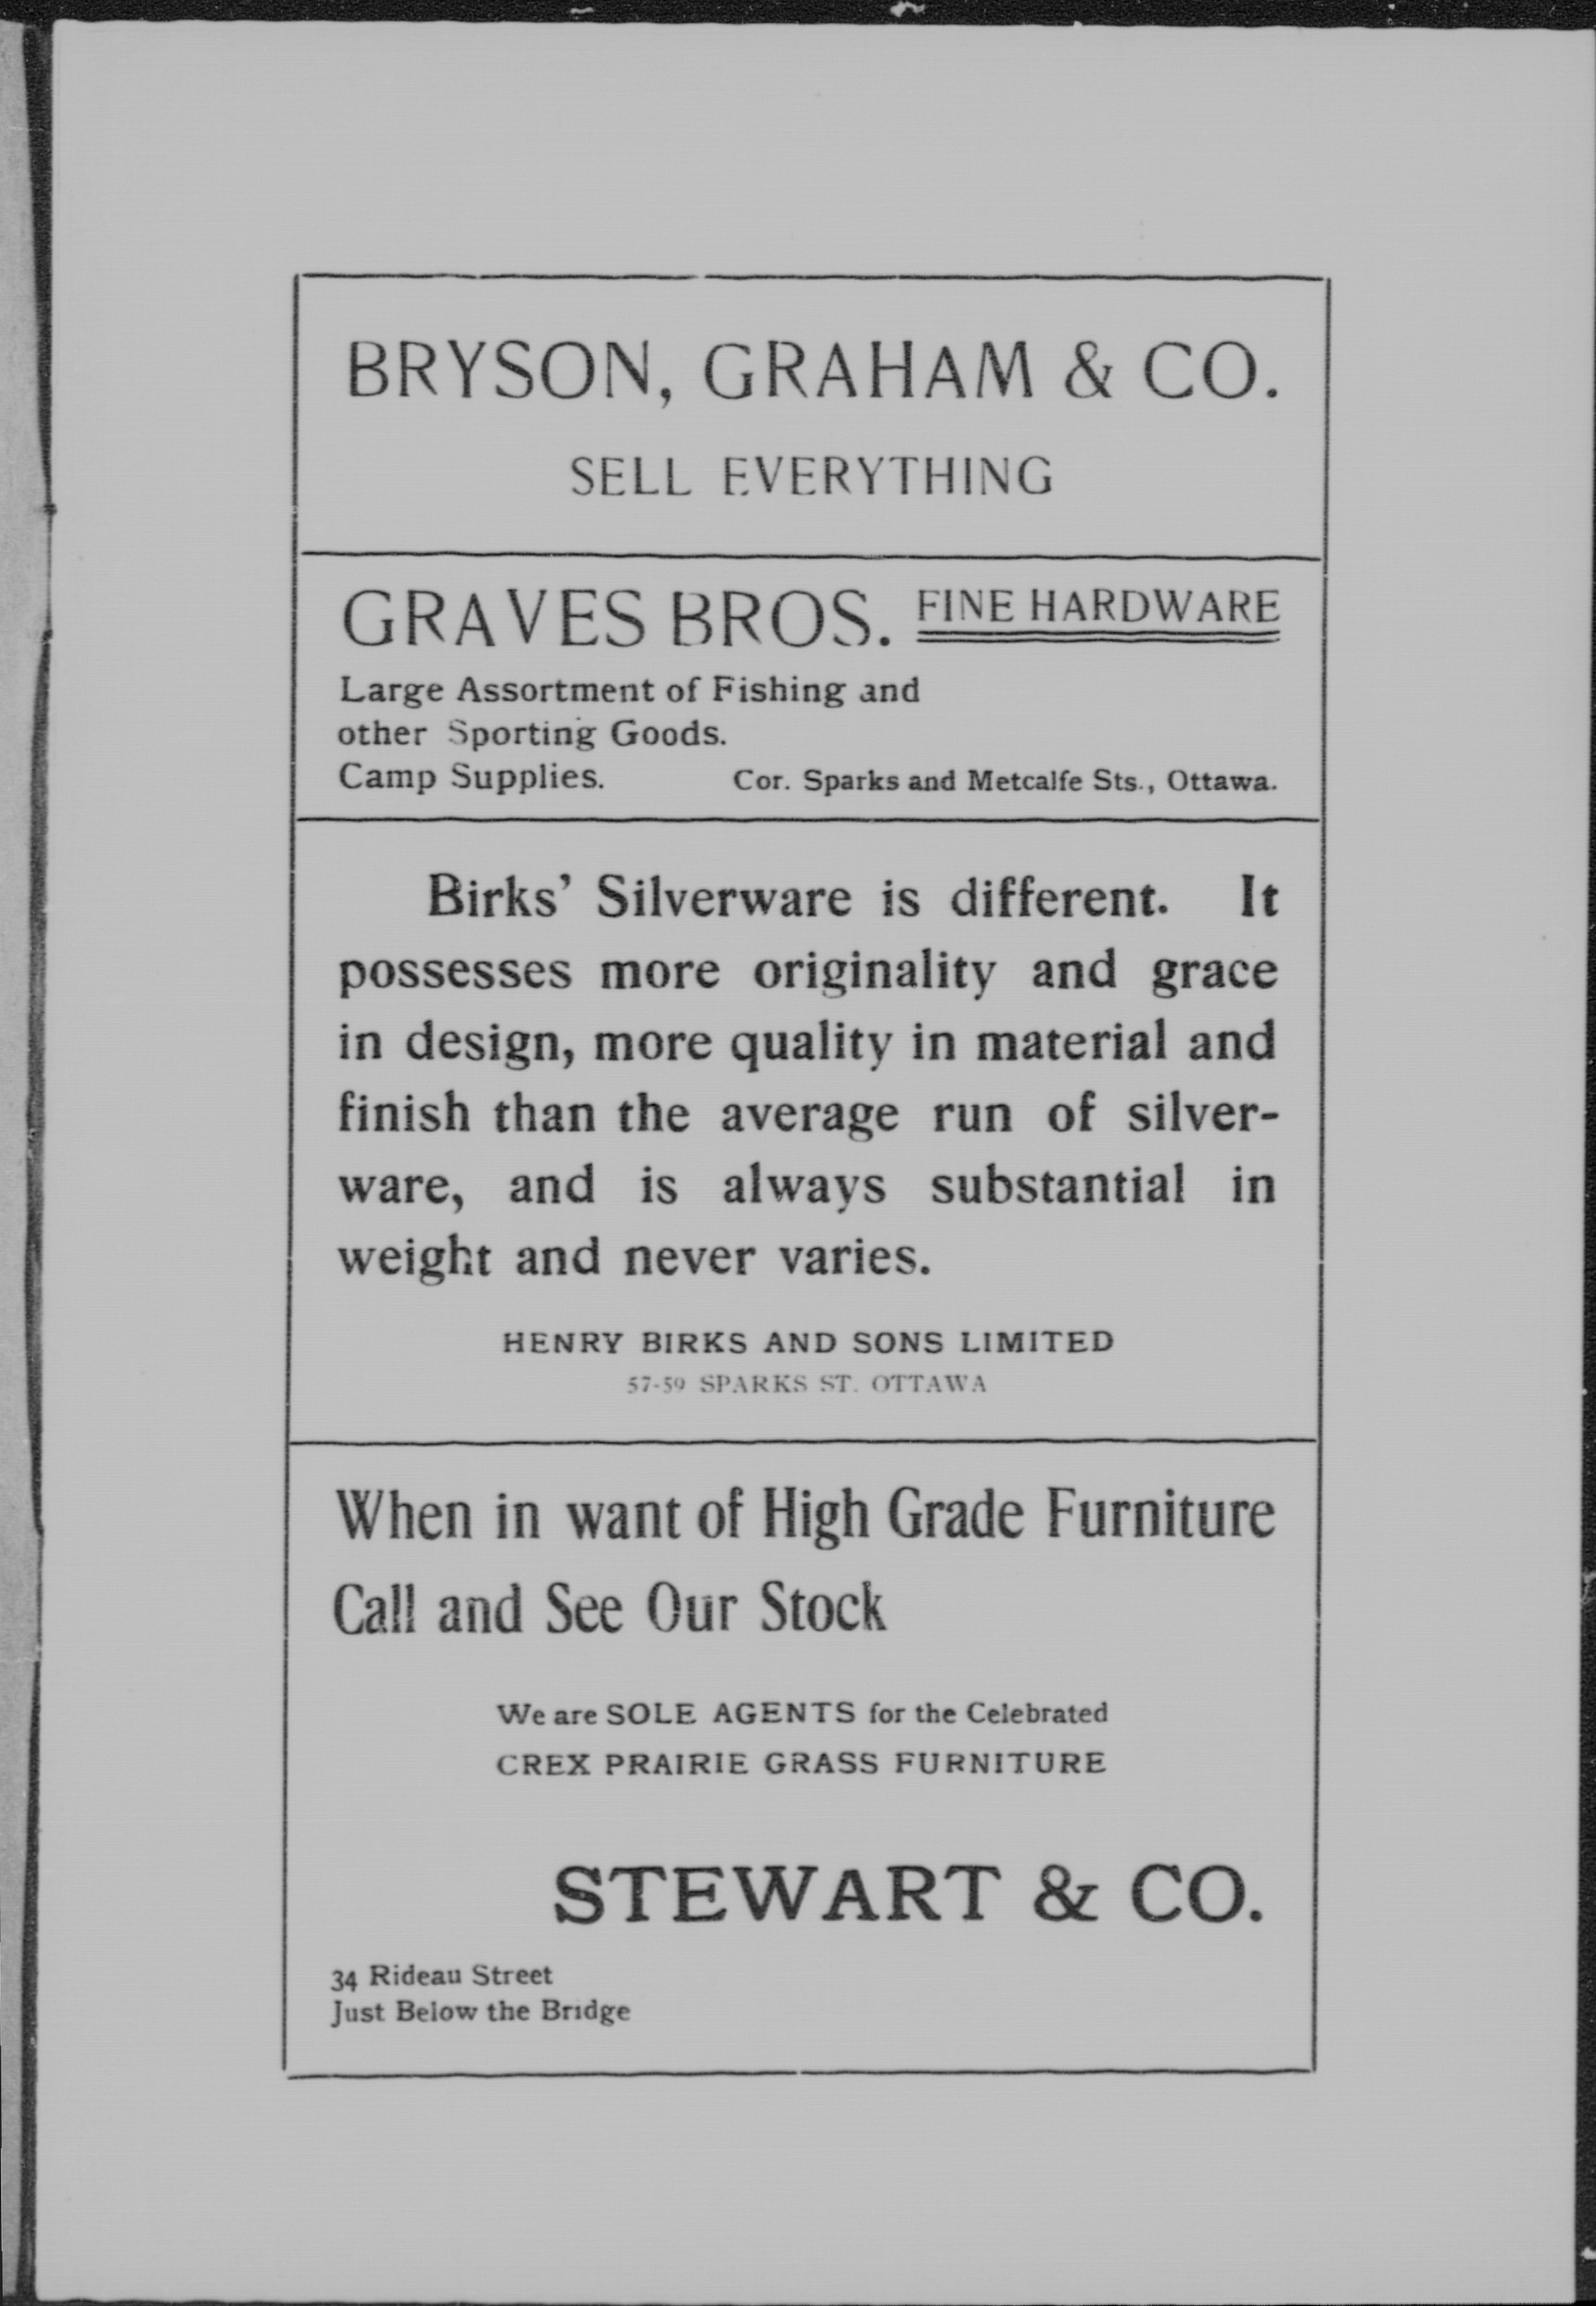 BRYSON, GRAHAM & CO.
SELL EVERYTHING
GRAVES BROS. FINE HARDWARE
Large Assortment of Fishing and
other Sporting Goods.
Camp Supplies. Cor. Sparks and Metcalfe Sts., Ottawa.
Birks’ Silverware is different. It
possesses more originality and grace
in design, more quality in material and
finish than the average run of silver-
ware, and is always substantial in
weight and never varies.
HENRY BIRKS AND SONS LIMITED
57-59 SPARKS ST. OTTAWA
When in want of High Grade Furniture
Call and See Our Stock
We are SOLE AGENTS for the Celebrated
CREX PRAIRIE GRASS FURNITURE
STEWART & CO.
34 Rideau Street
Just Below the Bridge